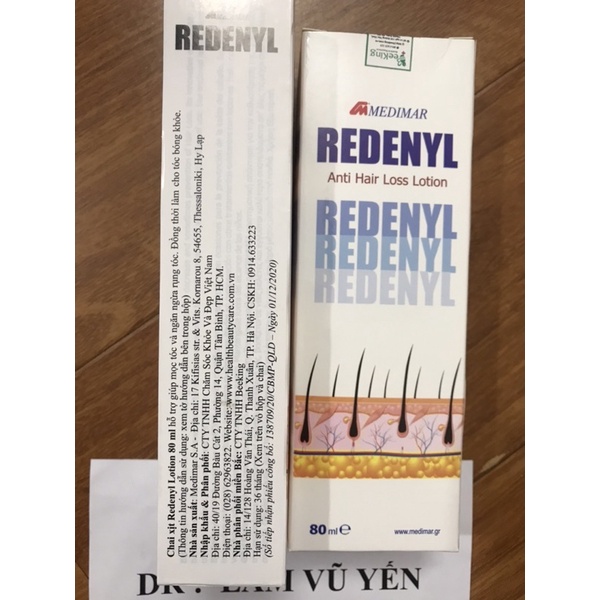 MEDIMAR
REDENYL
Chai xịt Redenyl Lotion 80 ml hỗ trợ giúp mọc tóc và ngăn ngừa rụng tóc. Đồng thời làm cho tóc bóng khỏe.
(Thông tin hướng dẫn sử dụng: xem tờ hướng dẫn bên trong hộp)
Nhà sản xuất: Medimar S.A - Địa chỉ: 17 Kifisias str. & Vits. Kornarou 8, 54655, Thessaloniki, Hy Lạp
Nhập khẩu & Phân phối: CTY TNHH Chăm Sóc Khỏe Và Đẹp Việt Nam
Địa chỉ: 40/19 Đường Bàu Cát 2, Phường 14, Quận Tân Bình, TP. HCM.
Điện thoại: (028) 62963822. Website:www.healthbeautycare.com.vn
Nhà phân phối miền Bắc: CTY TNHH Beeking
Địa chỉ: 14/128 Hoàng Văn Thái, Q. Thanh Xuân, TP. Hà Nội. CSKH: 0914.633223
Hạn sử dụng: 36 tháng (Xem trên vỏ hộp và chai)
(Số tiếp nhận phiếu công bố: 138709/20/CBMP-QLD – Ngày 01/12/2020)
BeeKing
MEDIMAR
REDENYL
Anti Hair Loss Lotion
REDENYL
REDENYL
REDENYL
80 ml e
www.medimar.gr
DR : LÂM VŨ YẾN